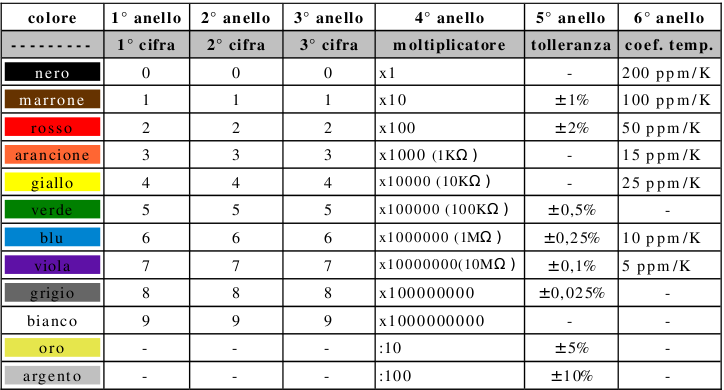 colore 1° anello 2° anello 3° anello 4° anello 5° anello 6° anello
--------- 1° cifra 2° cifra 3° cifra moltiplicatore tolleranza coef. temp.
nero 0 0 0 x1 - 200 ppm/K
marrone 1 1 1 x10 ±1% 100 ppm/K
rosso 2 2 2 x100 ±2% 50 ppm/K
arancione 3 3 3 x1000 (1KΩ ) - 15 ppm/K
giallo 4 4 4 x10000 (10KΩ ) - 25 ppm/K
verde 5 5 5 x100000 (100KΩ ) ±0,5% -
blu 6 6 6 x1000000 (1MΩ ) ±0,25% 10 ppm/K
viola 7 7 7 x10000000(10MΩ ) ±0,1% 5 ppm/K
grigio 8 8 8 x100000000 ±0,025% -
bianco 9 9 9 x1000000000 - -
oro - - - :10 ±5% -
argento - - - :100 ±10% -